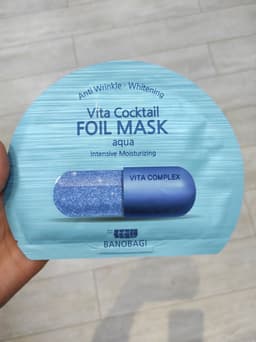 Anti Wrinkle · Whitening
Vita Cocktail
FOIL MASK
aqua
Intensive Moisturizing
VITA COMPLEX
BANOBAGI